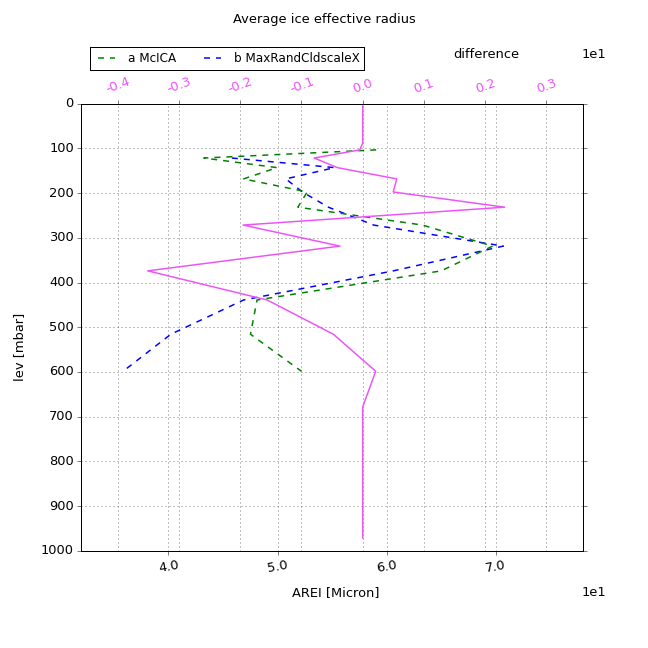 Average ice effective radius
a McICA b MaxRandCldscaleX difference 1e1
-0.4 -0.3 -0.2 -0.1 0.0 0.1 0.2 0.3
0
100
200
300
400
500
600
700
800
900
1000
lev [mbar]
4.0 5.0 6.0 7.0
AREI [Micron] 1e1